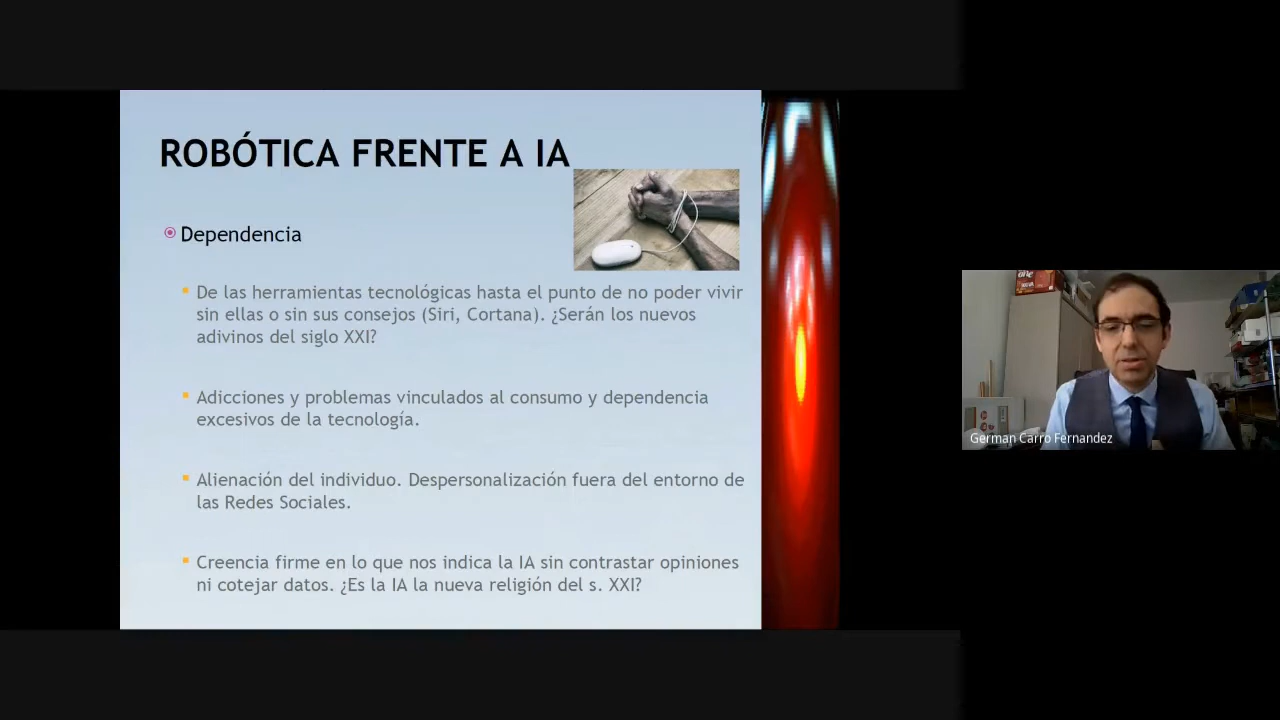 ROBÓTICA FRENTE A IA
Dependencia
De las herramientas tecnológicas hasta el punto de no poder vivir
sin ellas o sin sus consejos (Siri, Cortana). ¿Serán los nuevos
adivinos del siglo XXI?
Adicciones y problemas vinculados al consumo y dependencia
excesivos de la tecnología.
Alienación del individuo. Despersonalización fuera del entorno de
las Redes Sociales.
Creencia firme en lo que nos indica la IA sin contrastar opiniones
ni cotejar datos. ¿Es la IA la nueva religión del s. XXI?
German Carro Fernandez